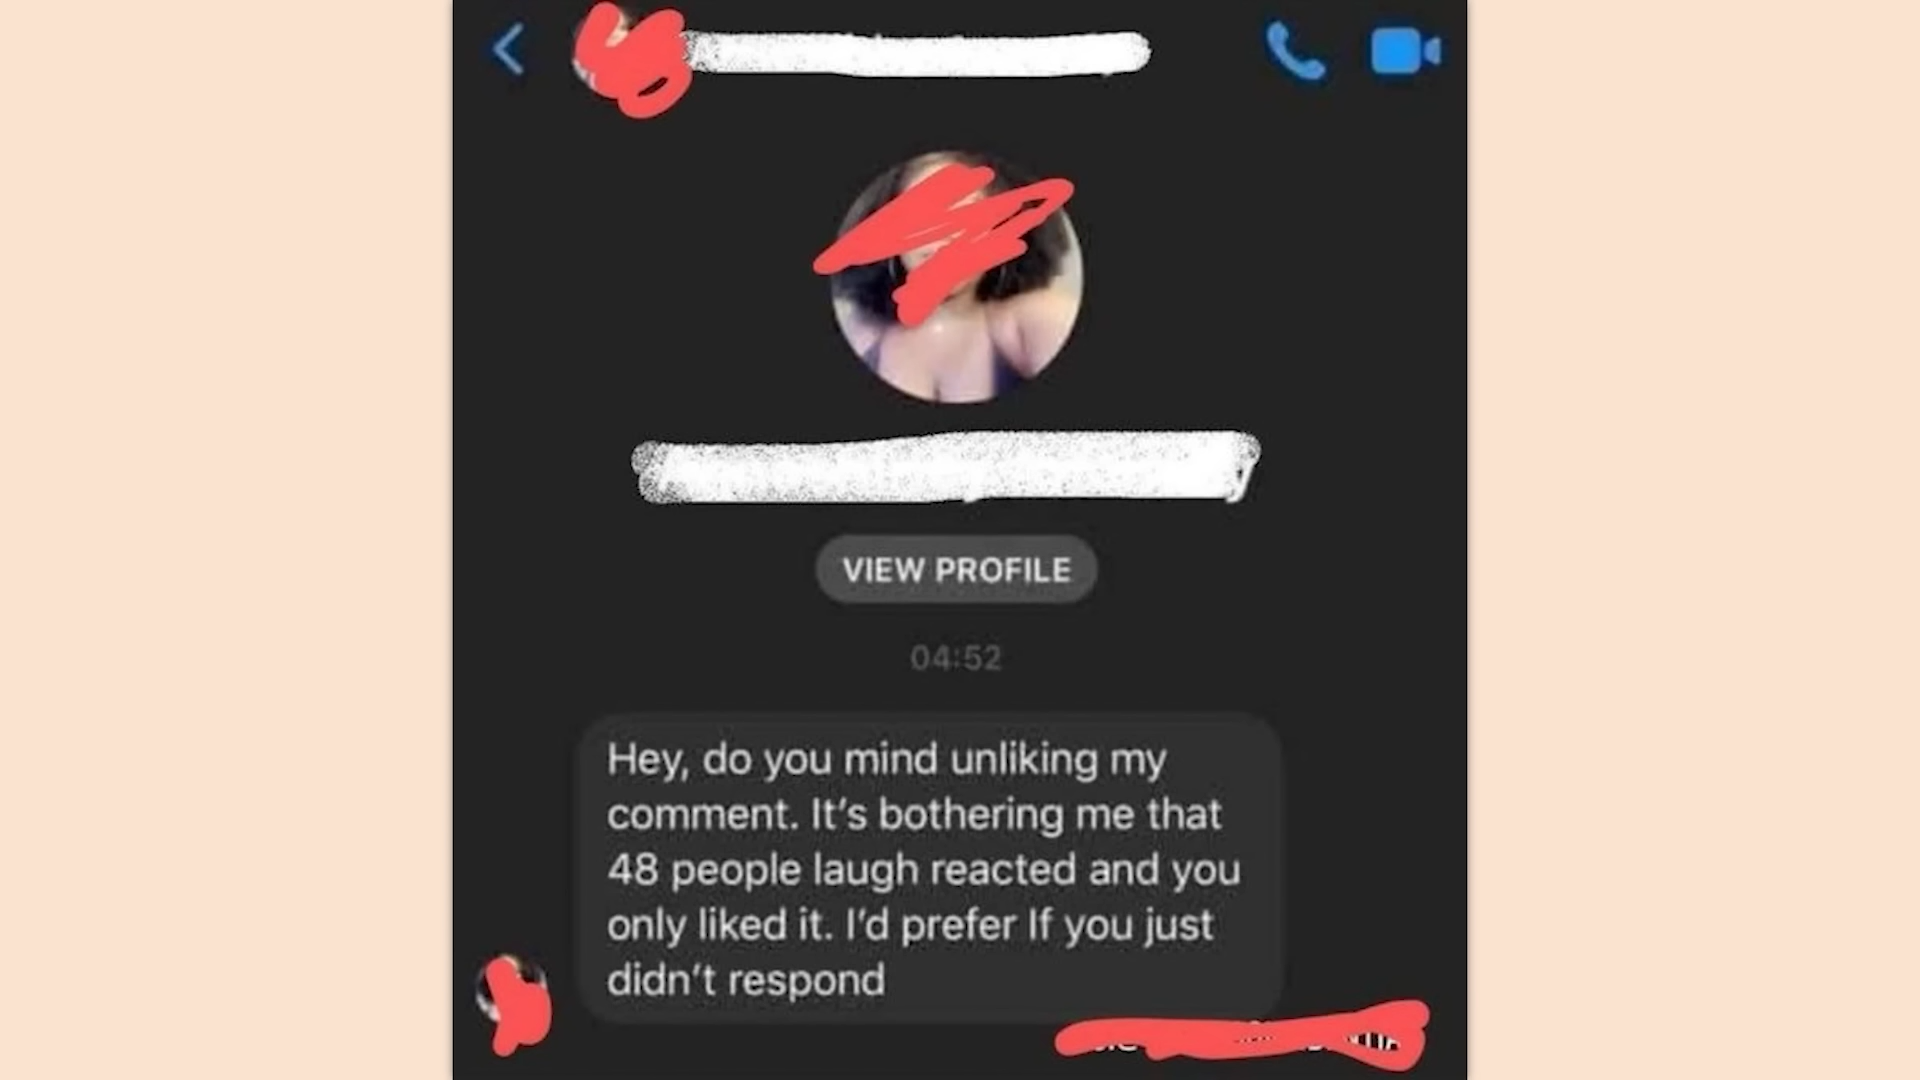 VIEW PROFILE
04:52
Hey, do you mind unliking my
comment. It's bothering me that
48 people laugh reacted and you
only liked it. I'd prefer If you just
didn't respond